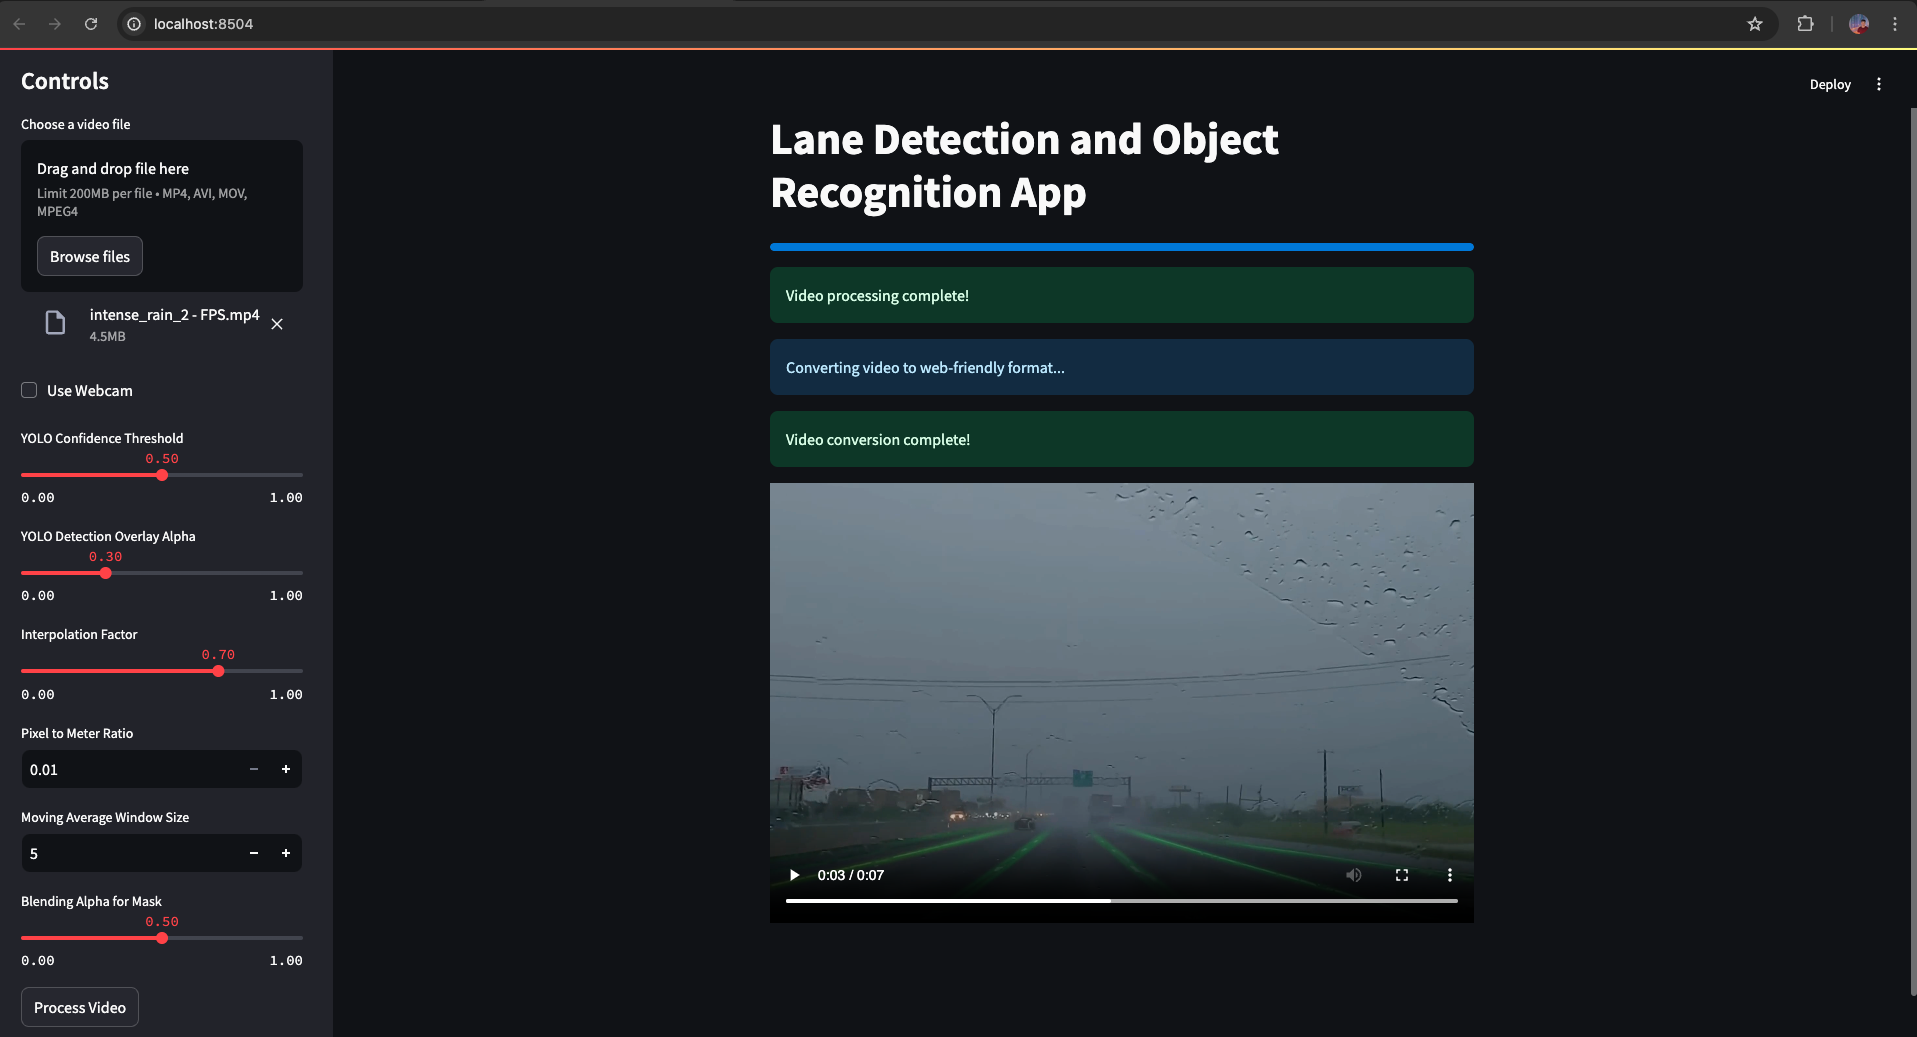 localhost:8504
Controls
Choose a video file
Drag and drop file here
Limit 200MB per file • MP4, AVI, MOV,
MPEG4
Browse files
intense_rain_2 - FPS.mp4
4.5MB
Use Webcam
YOLO Confidence Threshold
0.50
0.00 1.00
YOLO Detection Overlay Alpha
0.30
0.00 1.00
Interpolation Factor
0.70
0.00 1.00
Pixel to Meter Ratio
0.01
Moving Average Window Size
5
Blending Alpha for Mask
0.50
0.00 1.00
Process Video
Deploy
Lane Detection and Object
Recognition App
Video processing complete!
Converting video to web-friendly format...
Video conversion complete!
0:03 / 0:07